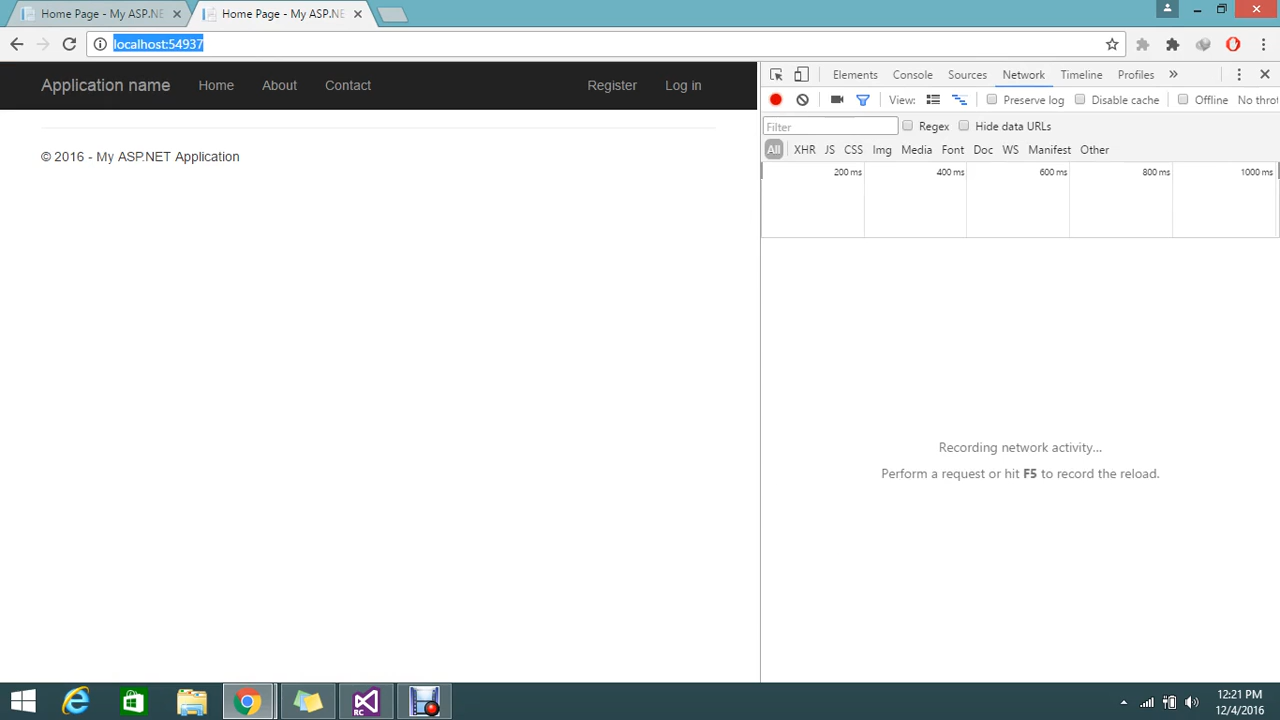 Home Page - My ASP.NE
Home Page - My ASP.NE
localhost:54937
Application name Home About Contact Register Log in
© 2016 - My ASP.NET Application
Elements Console Sources Network Timeline Profiles »
View: Preserve log Disable cache Offline No thro
Filter Regex Hide data URLs
All XHR JS CSS Img Media Font Doc WS Manifest Other
200 ms 400 ms 600 ms 800 ms 1000 ms
Recording network activity...
Perform a request or hit F5 to record the reload.
RC
12:21 PM
12/4/2016